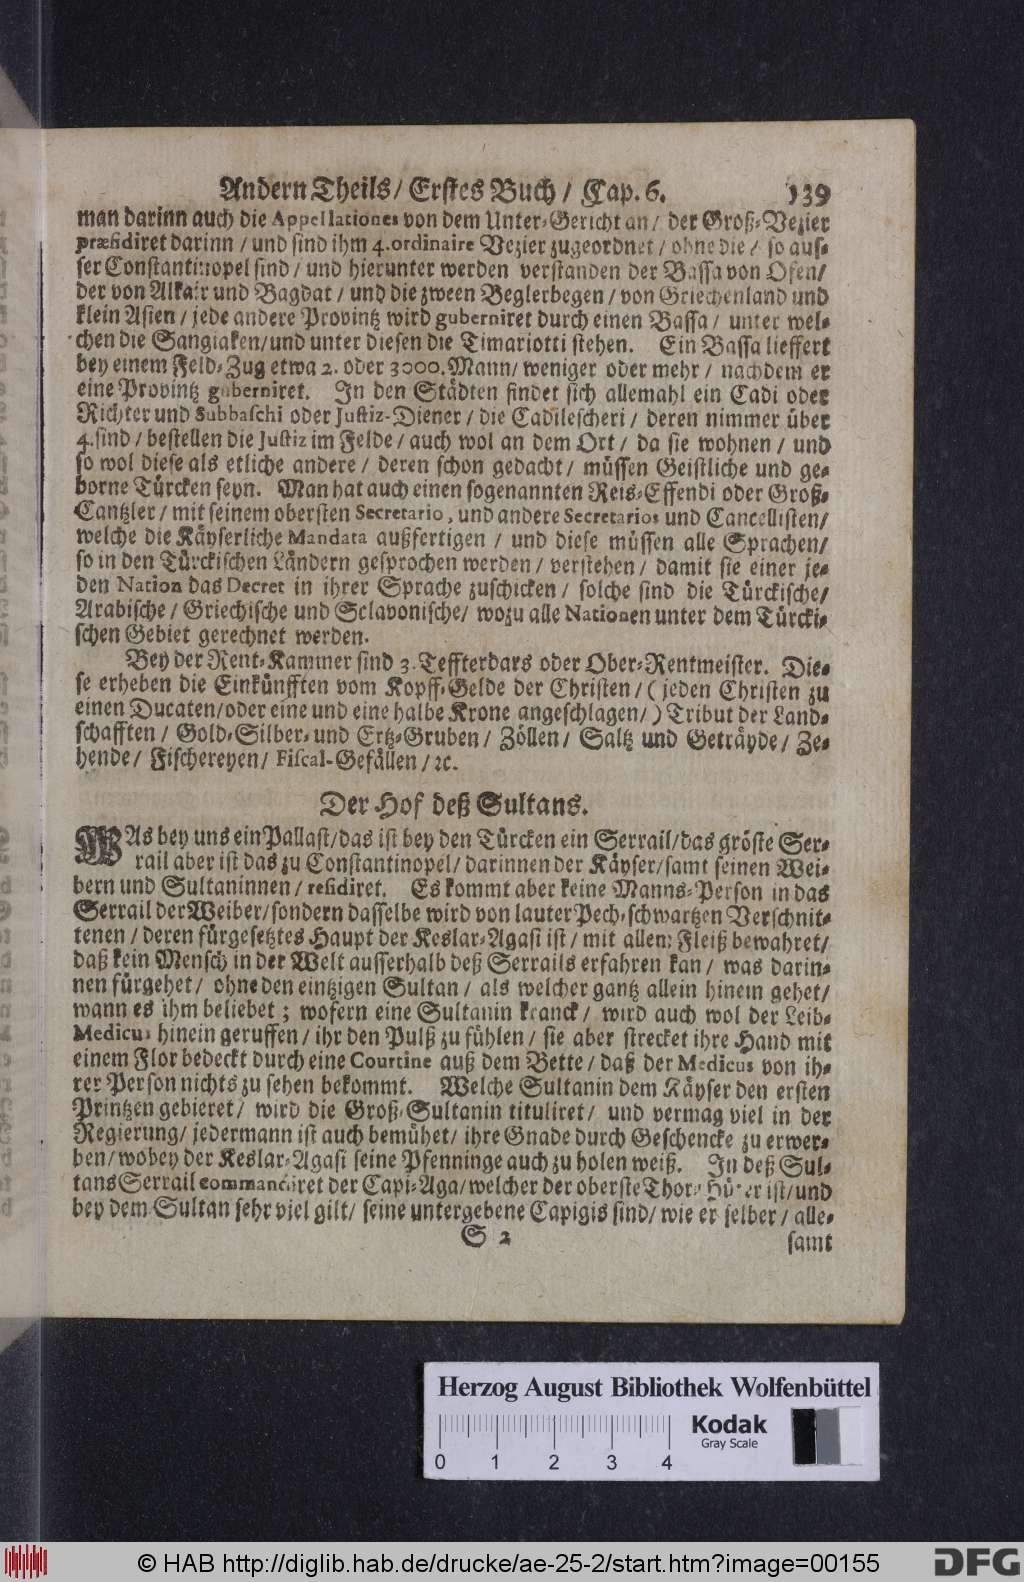 Andern Theils/ Erstes Buch/ Cap. 6. 139
man darinn auch die Appellationes von dem Unter-Gericht an/ der Groß-Vezier
præsidiret darinn/ und sind ihm 4. ordinaire Vezier zugeordnet/ ohne die/ so aus-
ser Constantinopel sind/ und hierunter werden verstanden der Bassa von Ofen/
der von Alkair und Bagdat/ und die zween Beglerbegen/ von Griechenland und
klein Asien/ jede andere Provintz wird guberniret durch einen Bassa/ unter wel-
chen die Sangiaken/ und unter diesen die Timariotti stehen. Ein Bassa lieffert
bey einem Feld-Zug etwa 2. oder 3000. Mann/ weniger oder mehr/ nachdem er
eine Provintz guberniret. In den Städten findet sich allemahl ein Cadi oder
Richter und Subbaschi oder Justiz-Diener/ die Cadilescheri/ deren nimmer über
4. sind/ bestellen die Justiz im Felde/ auch wol an dem Ort/ da sie wohnen/ und
so wol diese als etliche andere/ deren schon gedacht/ müssen Geistliche und ge-
borne Türcken seyn. Man hat auch einen sogenannten Reis-Effendi oder Groß-
Cantzler/ mit seinem obersten Secretario, und andere Secretarios und Cancellisten/
welche die Käyserliche Mandata außfertigen/ und diese müssen alle Sprachen/
so in den Türckischen Ländern gesprochen werden/ verstehen/ damit sie einer je-
den Nation das Decret in ihrer Sprache zuschicken/ solche sind die Türckische/
Arabische/ Griechische und Sclavonische/ wozu alle Nationen unter dem Türcki-
schen Gebiet gerechnet werden.
Bey der Rent-Kammer sind 3. Teffterdars oder Ober-Rentmeister. Die-
se erheben die Einkünfften vom Kopff-Gelde der Christen/ (jeden Christen zu
einen Ducaten/ oder eine und eine halbe Krone angeschlagen/) Tribut der Land-
schafften/ Gold-Silber- und Ertz-Gruben/ Zöllen/ Saltz und Geträyde/ Ze-
hende/ Fischereyen/ Fiscal-Gefällen/ ꝛc.
Der Hof deß Sultans.
WAs bey uns ein Pallast/ das ist bey den Türcken ein Serrail/ das gröste Ser-
rail aber ist das zu Constantinopel/ darinnen der Käyser/ samt seinen Wei-
bern und Sultaninnen/ residiret. Es kommt aber keine Manns-Person in das
Serrail der Weiber/ sondern dasselbe wird von lauter Pech-schwartzen Verschnit-
tenen/ deren fürgesetztes Haupt der Keslar-Agasi ist/ mit allem Fleiß bewahret/
daß kein Mensch in der Welt ausserhalb deß Serrails erfahren kan/ was darin-
nen fürgehet/ ohne den eintzigen Sultan/ als welcher gantz allein hinein gehet/
wann es ihm beliebet; wofern eine Sultanin kranck/ wird auch wol der Leib-
Medicus hinein geruffen/ ihr den Pulß zu fühlen/ sie aber strecket ihre Hand mit
einem Flor bedeckt durch eine Courtine auß dem Bette/ daß der Medicus von ih-
rer Person nichts zu sehen bekommt. Welche Sultanin dem Käyser den ersten
Printzen gebieret/ wird die Groß-Sultanin tituliret/ und vermag viel in der
Regierung/ jedermann ist auch bemühet/ ihre Gnade durch Geschencke zu erwer-
ben/ wobey der Keslar-Agasi seine Pfenninge auch zu holen weiß. In deß Sul-
tans Serrail commandiret der Capi-Aga/ welcher der oberste Thor-Hüter ist/ und
bey dem Sultan sehr viel gilt/ seine untergebene Capigis sind/ wie er selber/ alle-
S 2 samt
Herzog August Bibliothek Wolfenbüttel
Kodak
Gray Scale
0 1 2 3 4
© HAB http://diglib.hab.de/drucke/ae-25-2/start.htm?image=00155
DFG